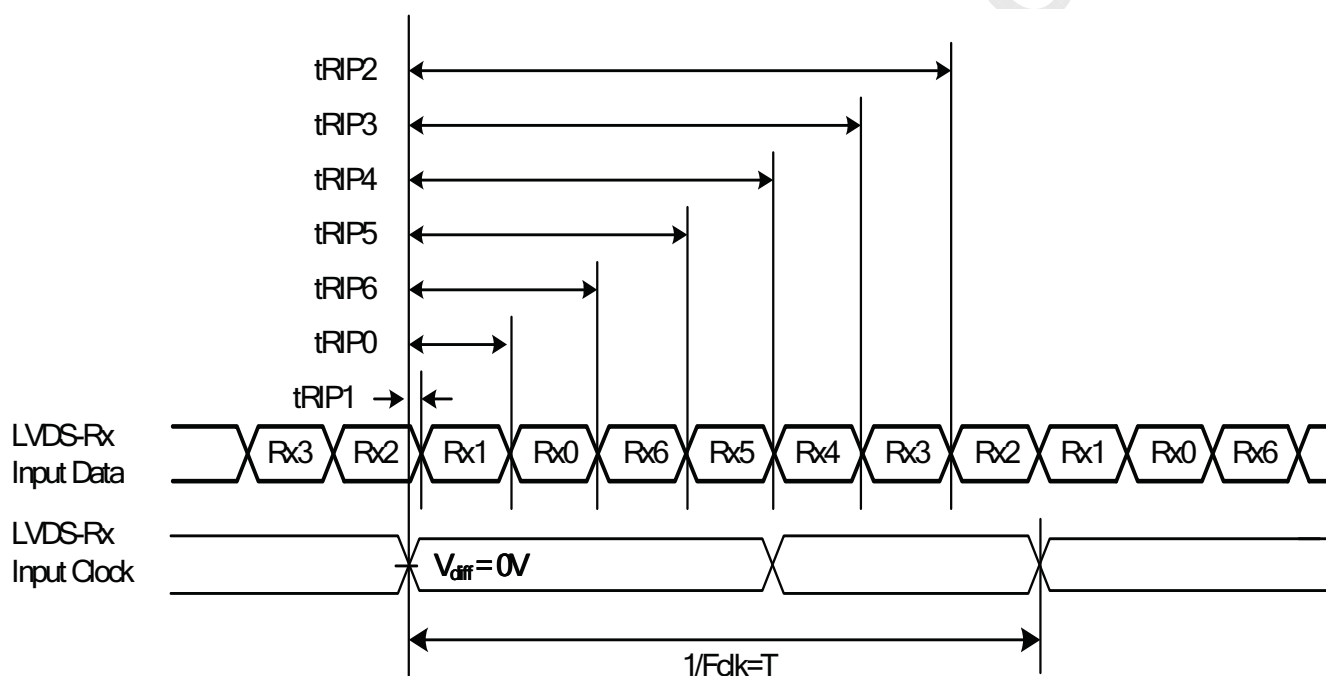 tRIP2
tRIP3
tRIP4
tRIP5
tRIP6
tRIP0
tRIP1
LVDS-Rx
Input Data
Rx3 Rx2 Rx1 Rx0 Rx6 Rx5 Rx4 Rx3 Rx2 Rx1 Rx0 Rx6
LVDS-Rx
Input Clock
Vdiff = 0V
1/Fclk=T